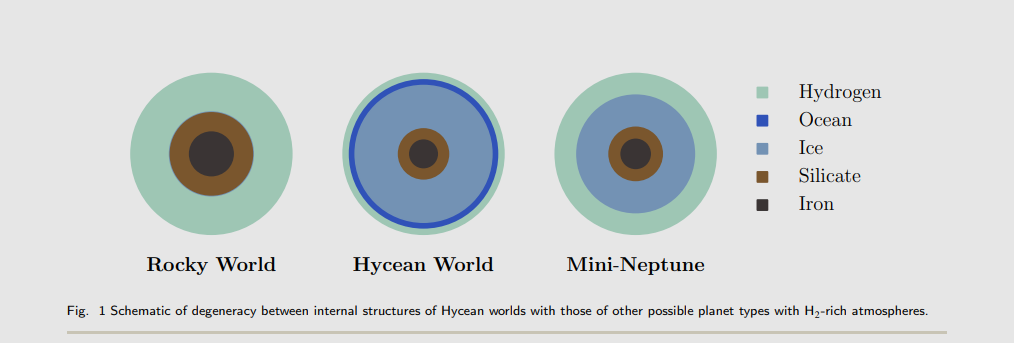 Hydrogen
Ocean
Ice
Silicate
Iron
Rocky World
Hycean World
Mini-Neptune
Fig. 1 Schematic of degeneracy between internal structures of Hycean worlds with those of other possible planet types with H₂-rich atmospheres.